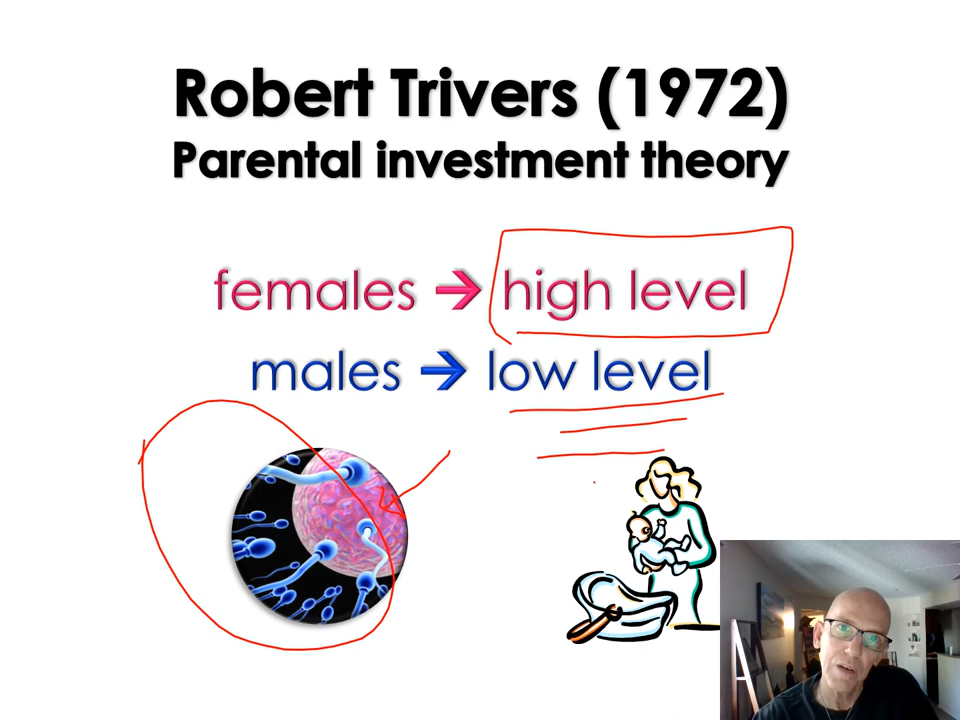 Robert Trivers (1972)
Parental investment theory
females → high level
males → low level